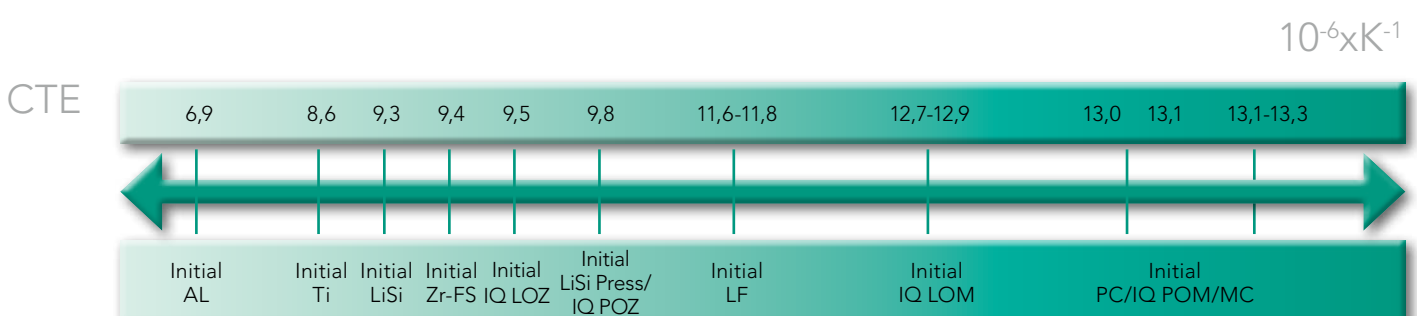 10-6xK-1
CTE
6,9 8,6 9,3 9,4 9,5 9,8 11,6-11,8 12,7-12,9 13,0 13,1 13,1-13,3
Initial AL
Initial Ti
Initial LiSi
Initial Zr-FS
Initial IQ LOZ
Initial LiSi Press/ IQ POZ
Initial LF
Initial IQ LOM
Initial PC/IQ POM/MC